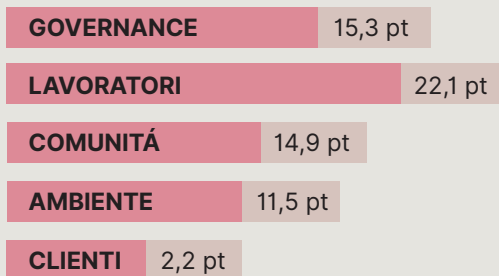 GOVERNANCE 15,3 pt
LAVORATORI 22,1 pt
COMUNITÁ 14,9 pt
AMBIENTE 11,5 pt
CLIENTI 2,2 pt